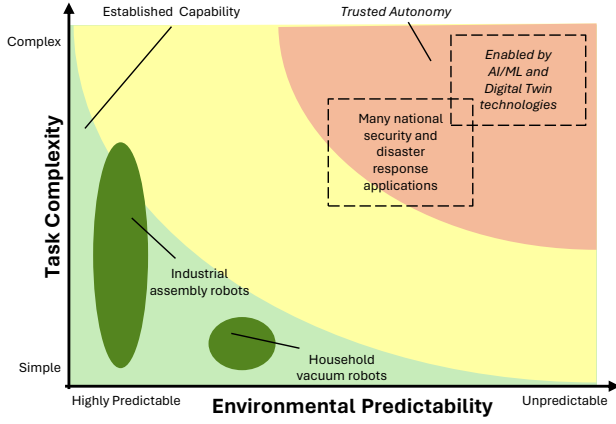 Established Capability
Trusted Autonomy
Complex
Enabled by
AI/ML and
Digital Twin
technologies
Many national
security and
disaster
response
applications
Task Complexity
Industrial
assembly robots
Household
vacuum robots
Simple
Highly Predictable
Environmental Predictability
Unpredictable